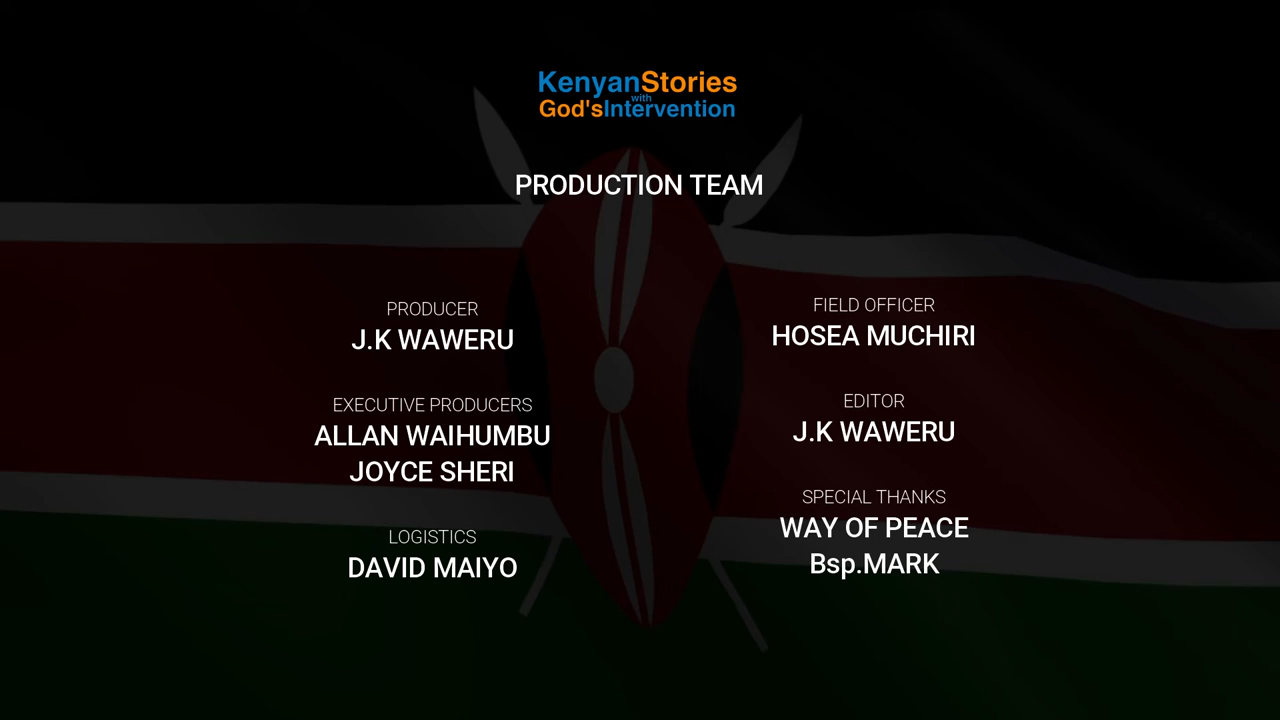 KenyanStories
with
God'sIntervention
PRODUCTION TEAM
PRODUCER
J.K WAWERU
EXECUTIVE PRODUCERS
ALLAN WAIHUMBU
JOYCE SHERI
LOGISTICS
DAVID MAIYO
FIELD OFFICER
HOSEA MUCHIRI
EDITOR
J.K WAWERU
SPECIAL THANKS
WAY OF PEACE
Bsp.MARK